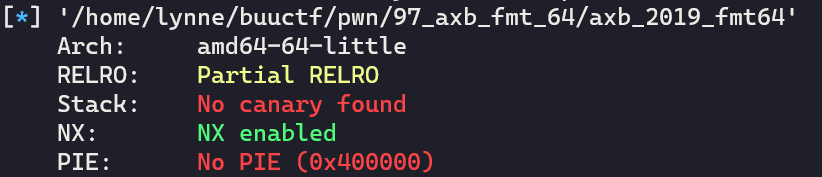 [*] '/home/lynne/buuctf/pwn/97_axb_fmt_64/axb_2019_fmt64'
Arch: amd64-64-little
RELRO: Partial RELRO
Stack: No canary found
NX: NX enabled
PIE: No PIE (0x400000)